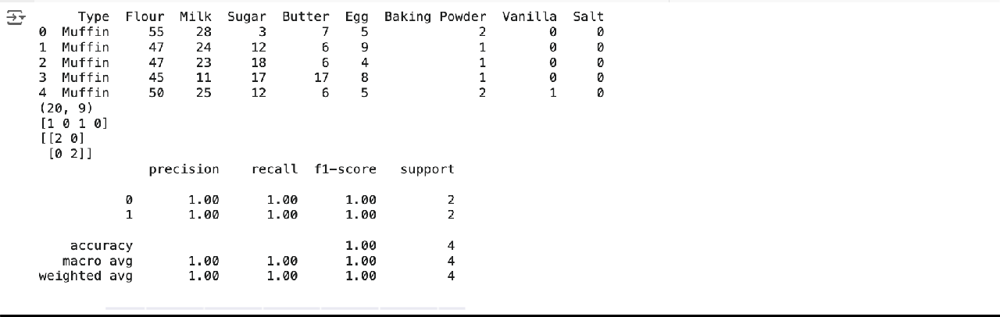 Type Flour Milk Sugar Butter Egg Baking Powder Vanilla Salt
0 Muffin 55 28 3 7 5 2 0 0
1 Muffin 47 24 12 6 9 1 0 0
2 Muffin 47 23 18 6 4 1 0 0
3 Muffin 45 11 17 17 8 1 0 0
4 Muffin 50 25 12 6 5 2 1 0
(20, 9)
[1 0 1 0]
[[2 0]
[0 2]]
precision recall f1-score support
0 1.00 1.00 1.00 2
1 1.00 1.00 1.00 2
accuracy 1.00 4
macro avg 1.00 1.00 1.00 4
weighted avg 1.00 1.00 1.00 4